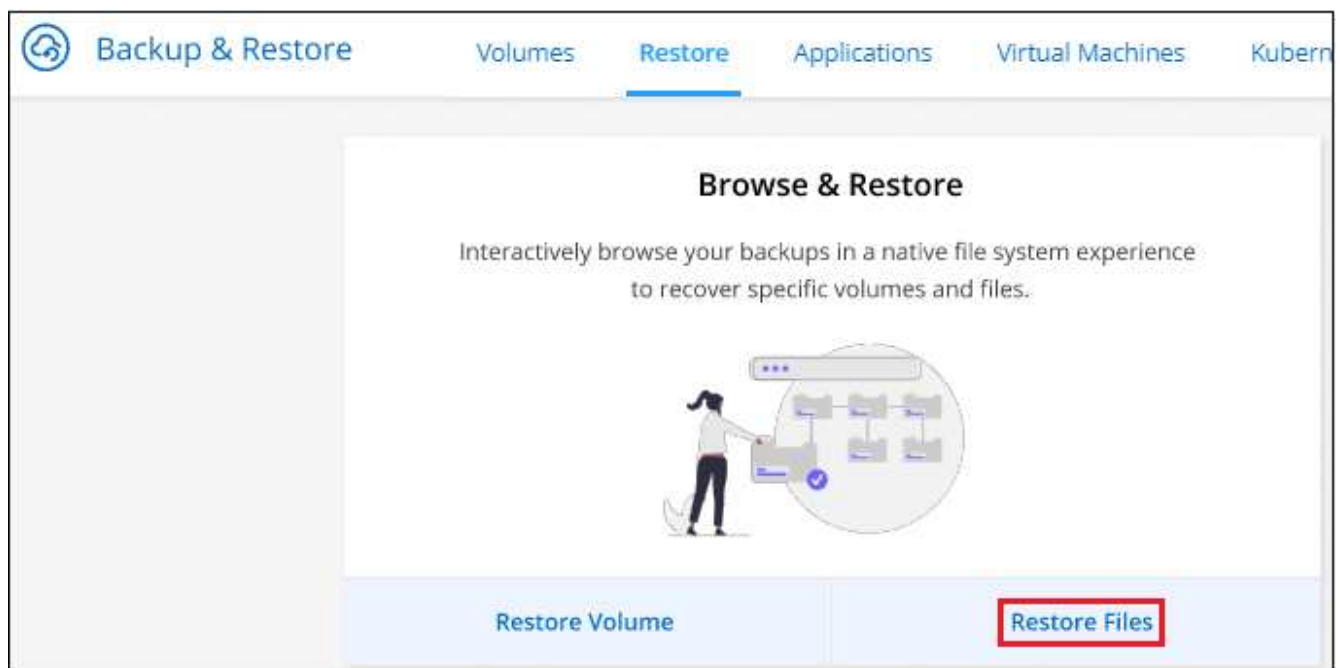 Backup & Restore Volumes Restore Applications Virtual Machines Kubern
Browse & Restore
Interactively browse your backups in a native file system experience
to recover specific volumes and files.
Restore Volume Restore Files